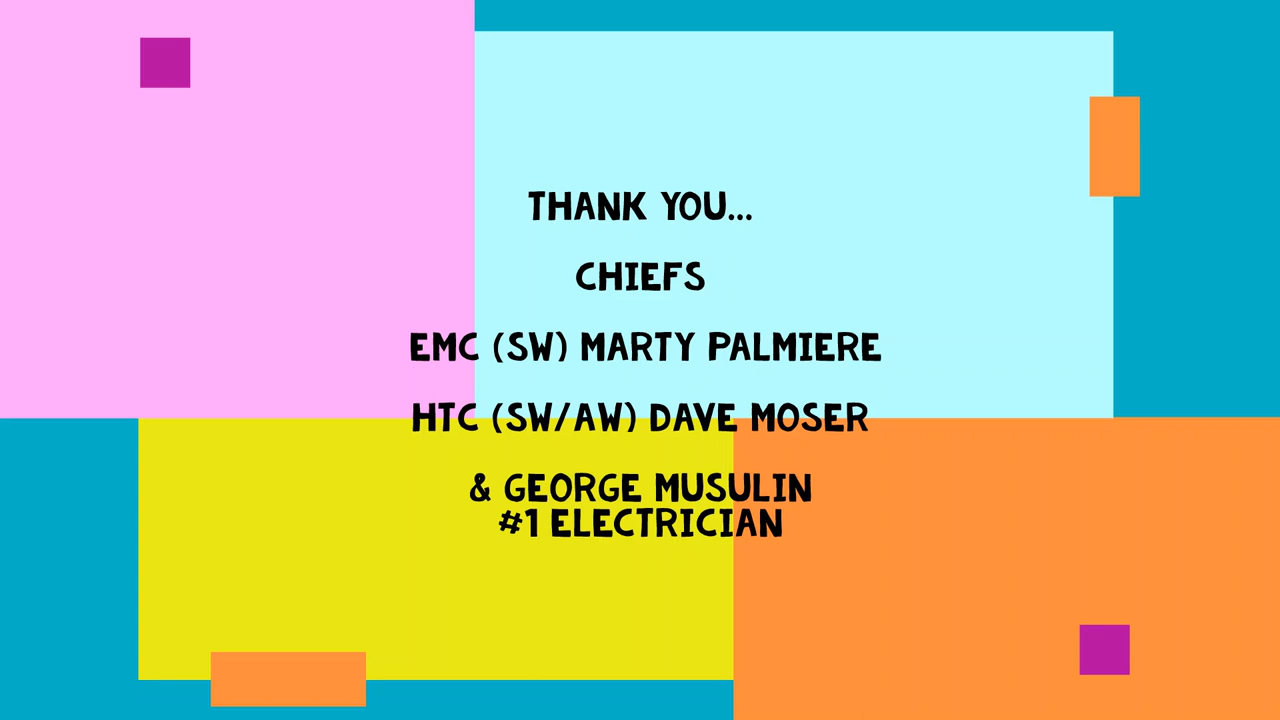 THANK YOU...
CHIEFS
EMC (SW) MARTY PALMIERE
HTC (SW/AW) DAVE MOSER
& GEORGE MUSULIN
#1 ELECTRICIAN